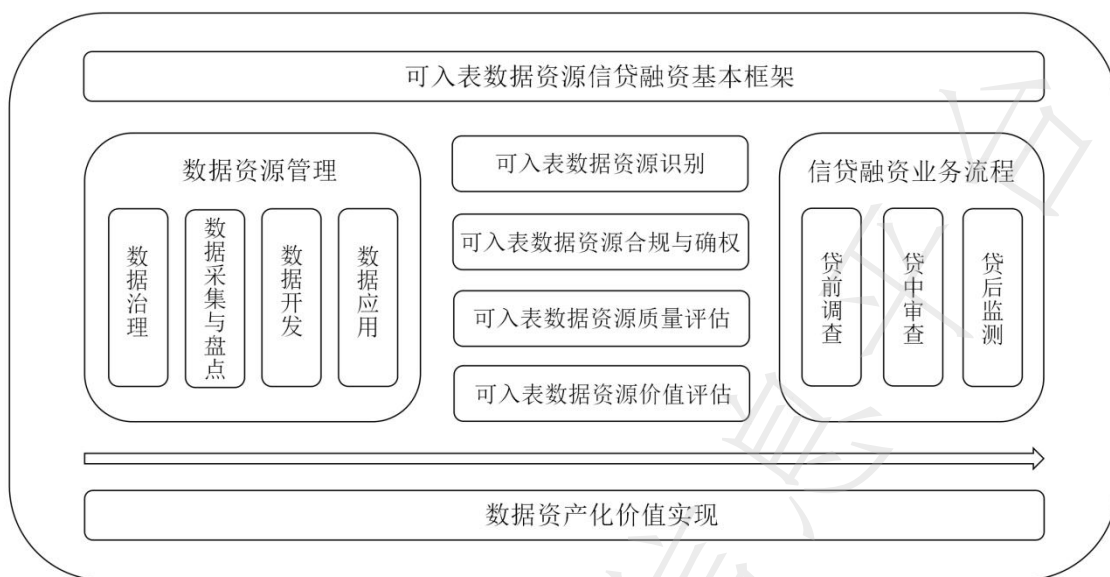 可入表数据资源信贷融资基本框架
数据资源管理
数据治理
数据采集与盘点
数据开发
数据应用
可入表数据资源识别
可入表数据资源合规与确权
可入表数据资源质量评估
可入表数据资源价值评估
信贷融资业务流程
贷前调查
贷中审查
贷后监测
数据资产化价值实现